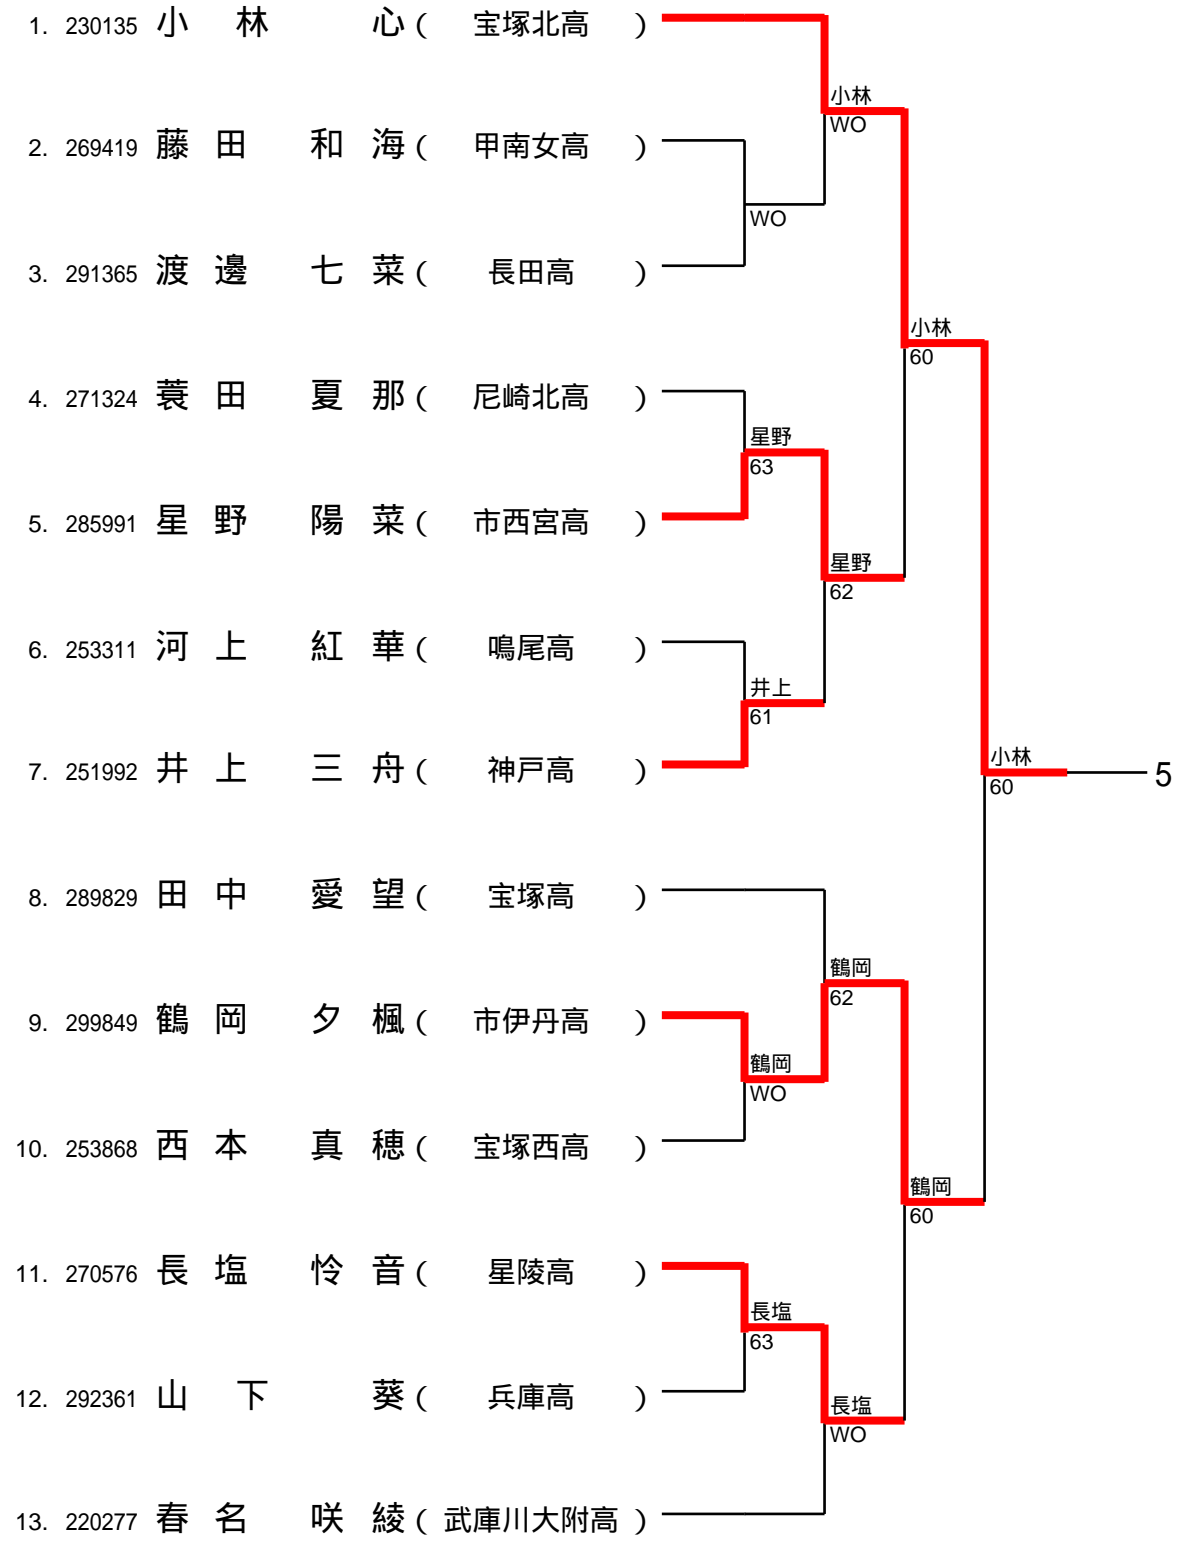 1. 230135 小 林 心 ( 宝塚北高 )
小林
WO
2. 269419 藤 田 和 海 ( 甲南女高 )
WO
3. 291365 渡 邊 七 菜 ( 長田高 )
小林
60
4. 271324 蓑 田 夏 那 ( 尼崎北高 )
星野
63
5. 285991 星 野 陽 菜 ( 市西宮高 )
星野
62
6. 253311 河 上 紅 華 ( 鳴尾高 )
井上
61
7. 251992 井 上 三 舟 ( 神戸高 )
小林
60
5
8. 289829 田 中 愛 望 ( 宝塚高 )
鶴岡
62
9. 299849 鶴 岡 夕 楓 ( 市伊丹高 )
鶴岡
WO
10. 253868 西 本 真 穂 ( 宝塚西高 )
鶴岡
60
11. 270576 長 塩 怜 音 ( 星陵高 )
長塩
63
12. 292361 山 下 葵 ( 兵庫高 )
長塩
WO
13. 220277 春 名 咲 綾 ( 武庫川大附高 )